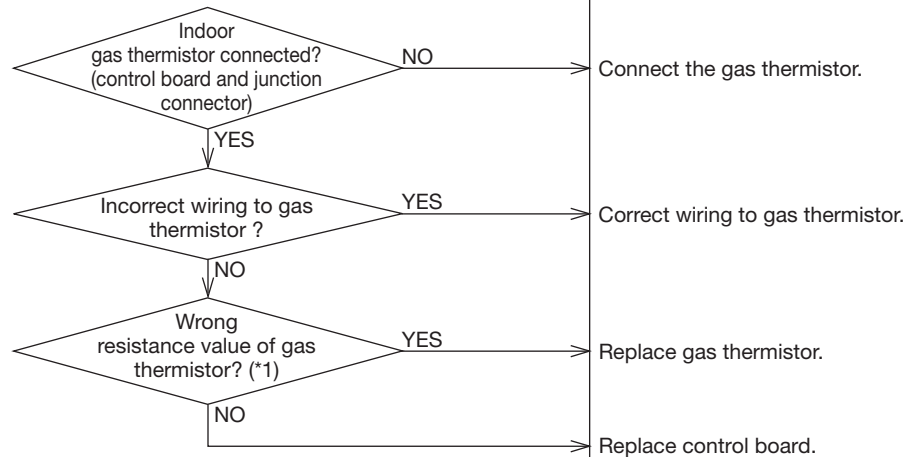 Indoor
gas thermistor connected?
(control board and junction
connector)
NO
Connect the gas thermistor.
YES
Incorrect wiring to gas
thermistor ?
YES
Correct wiring to gas thermistor.
NO
Wrong
resistance value of gas
thermistor? (*1)
YES
Replace gas thermistor.
NO
Replace control board.